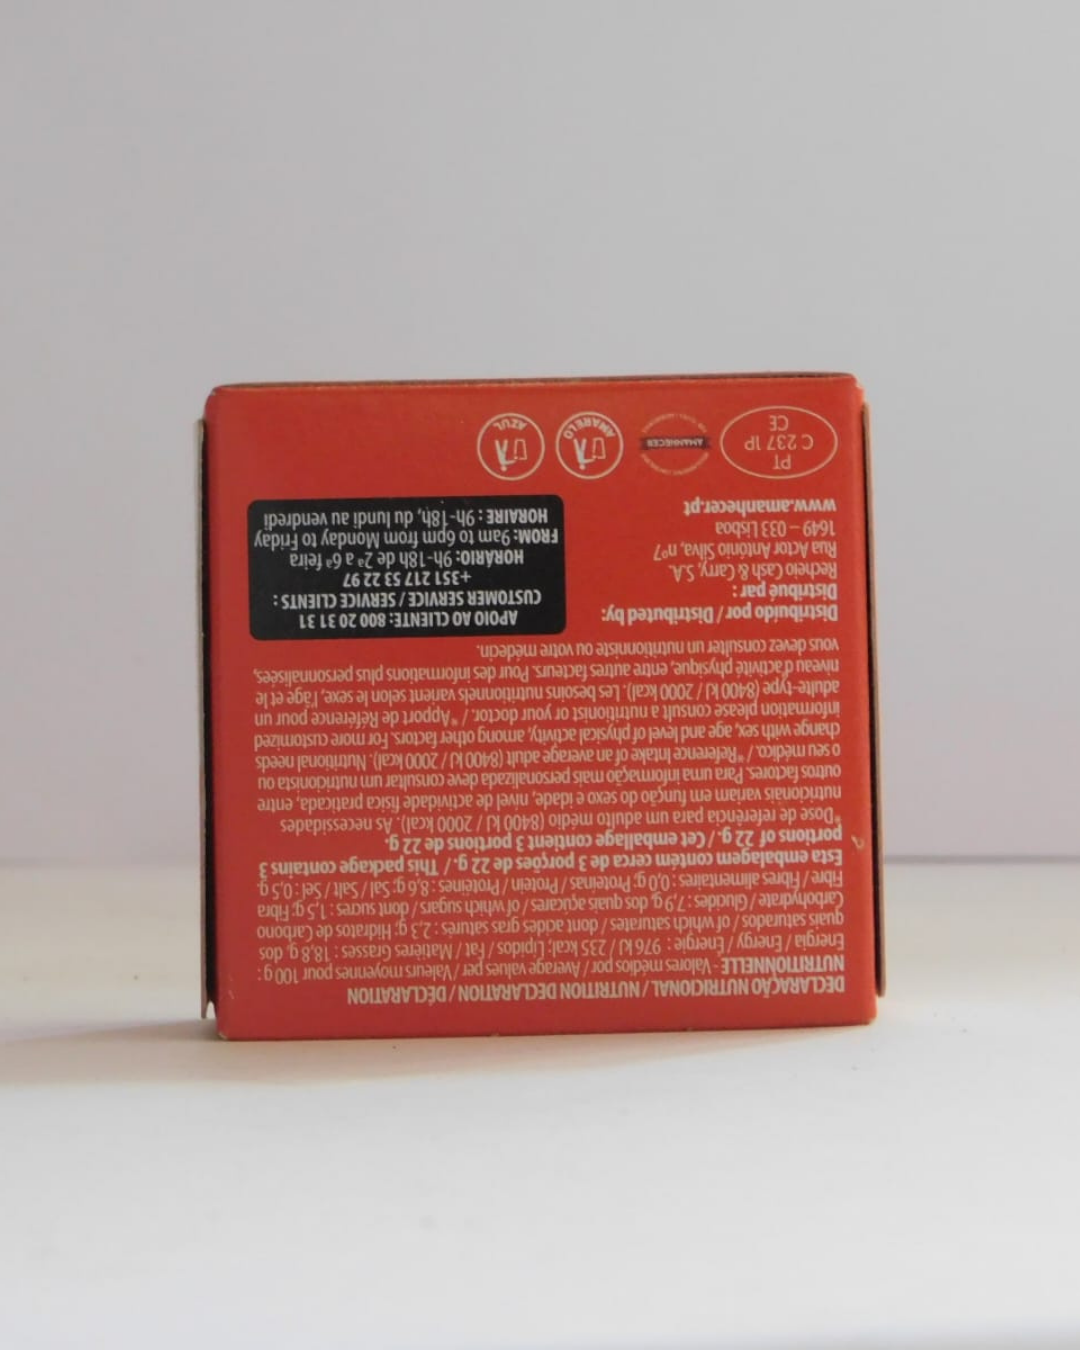 DECLARAÇÃO NUTRICIONAL / NUTRITION DECLARATION / DÉCLARATION
NUTRITIONNELLE - Valores médios por / Average values per / Valeurs moyennes pour 100 g :
Energia / Energy / Énergie : 976 kJ / 235 kcal; Lípidos / Fat / Matières Grasses : 18,8 g, dos
quais saturados / of which saturates / dont acides gras saturés : 2,3 g; Hidratos de Carbono
Carbohydrate / Glucides : 7,9 g, dos quais açúcares / of which sugars / dont sucres : 1,5 g; Fibra
Fibre / Fibres alimentaires : 0,0 g; Proteínas / Protein / Protéines : 8,6 g; Sal / Salt / Sel : 0,5 g.
Esta embalagem contém cerca de 3 porções de 22 g. / This package contains 3
portions of 22 g. / Cet emballage contient 3 portions de 22 g.
*Dose de referência para um adulto médio (8400 kJ / 2000 kcal). As necessidades
nutricionais variam em função do sexo e idade, nível de actividade física praticada, entre
outros factores. Para uma informação mais personalizada deve consultar um nutricionista ou
o seu médico. / *Reference Intake of an average adult (8400 kJ / 2000 kcal). Nutritional needs
change with sex, age and level of physical activity, among other factors. For more customized
information please consult a nutritionist or your doctor. / *Apport de Référence pour un
adulte-type (8400 kJ / 2000 kcal). Les besoins nutritionnels varient selon le sexe, l'âge et le
niveau d'activité physique, entre autres facteurs. Pour des informations plus personnalisées,
vous devez consulter un nutritionniste ou votre médecin.
Distribuído por / Distributed by:
Distribué par :
Recheio Cash & Carry, S.A.
Rua Actor António Silva, nº7
1649 – 033 Lisboa
www.amanhecer.pt
APOIO AO CLIENTE: 800 20 31 31
CUSTOMER SERVICE / SERVICE CLIENTS :
+351 217 53 22 97
HORÁRIO: 9h-18h de 2ª a 6ª feira
FROM: 9am to 6pm from Monday to Friday
HORAIRE : 9h-18h, du lundi au vendredi
PT
C 237 1P
CE
AMANHECER
AMARELO
AZUL